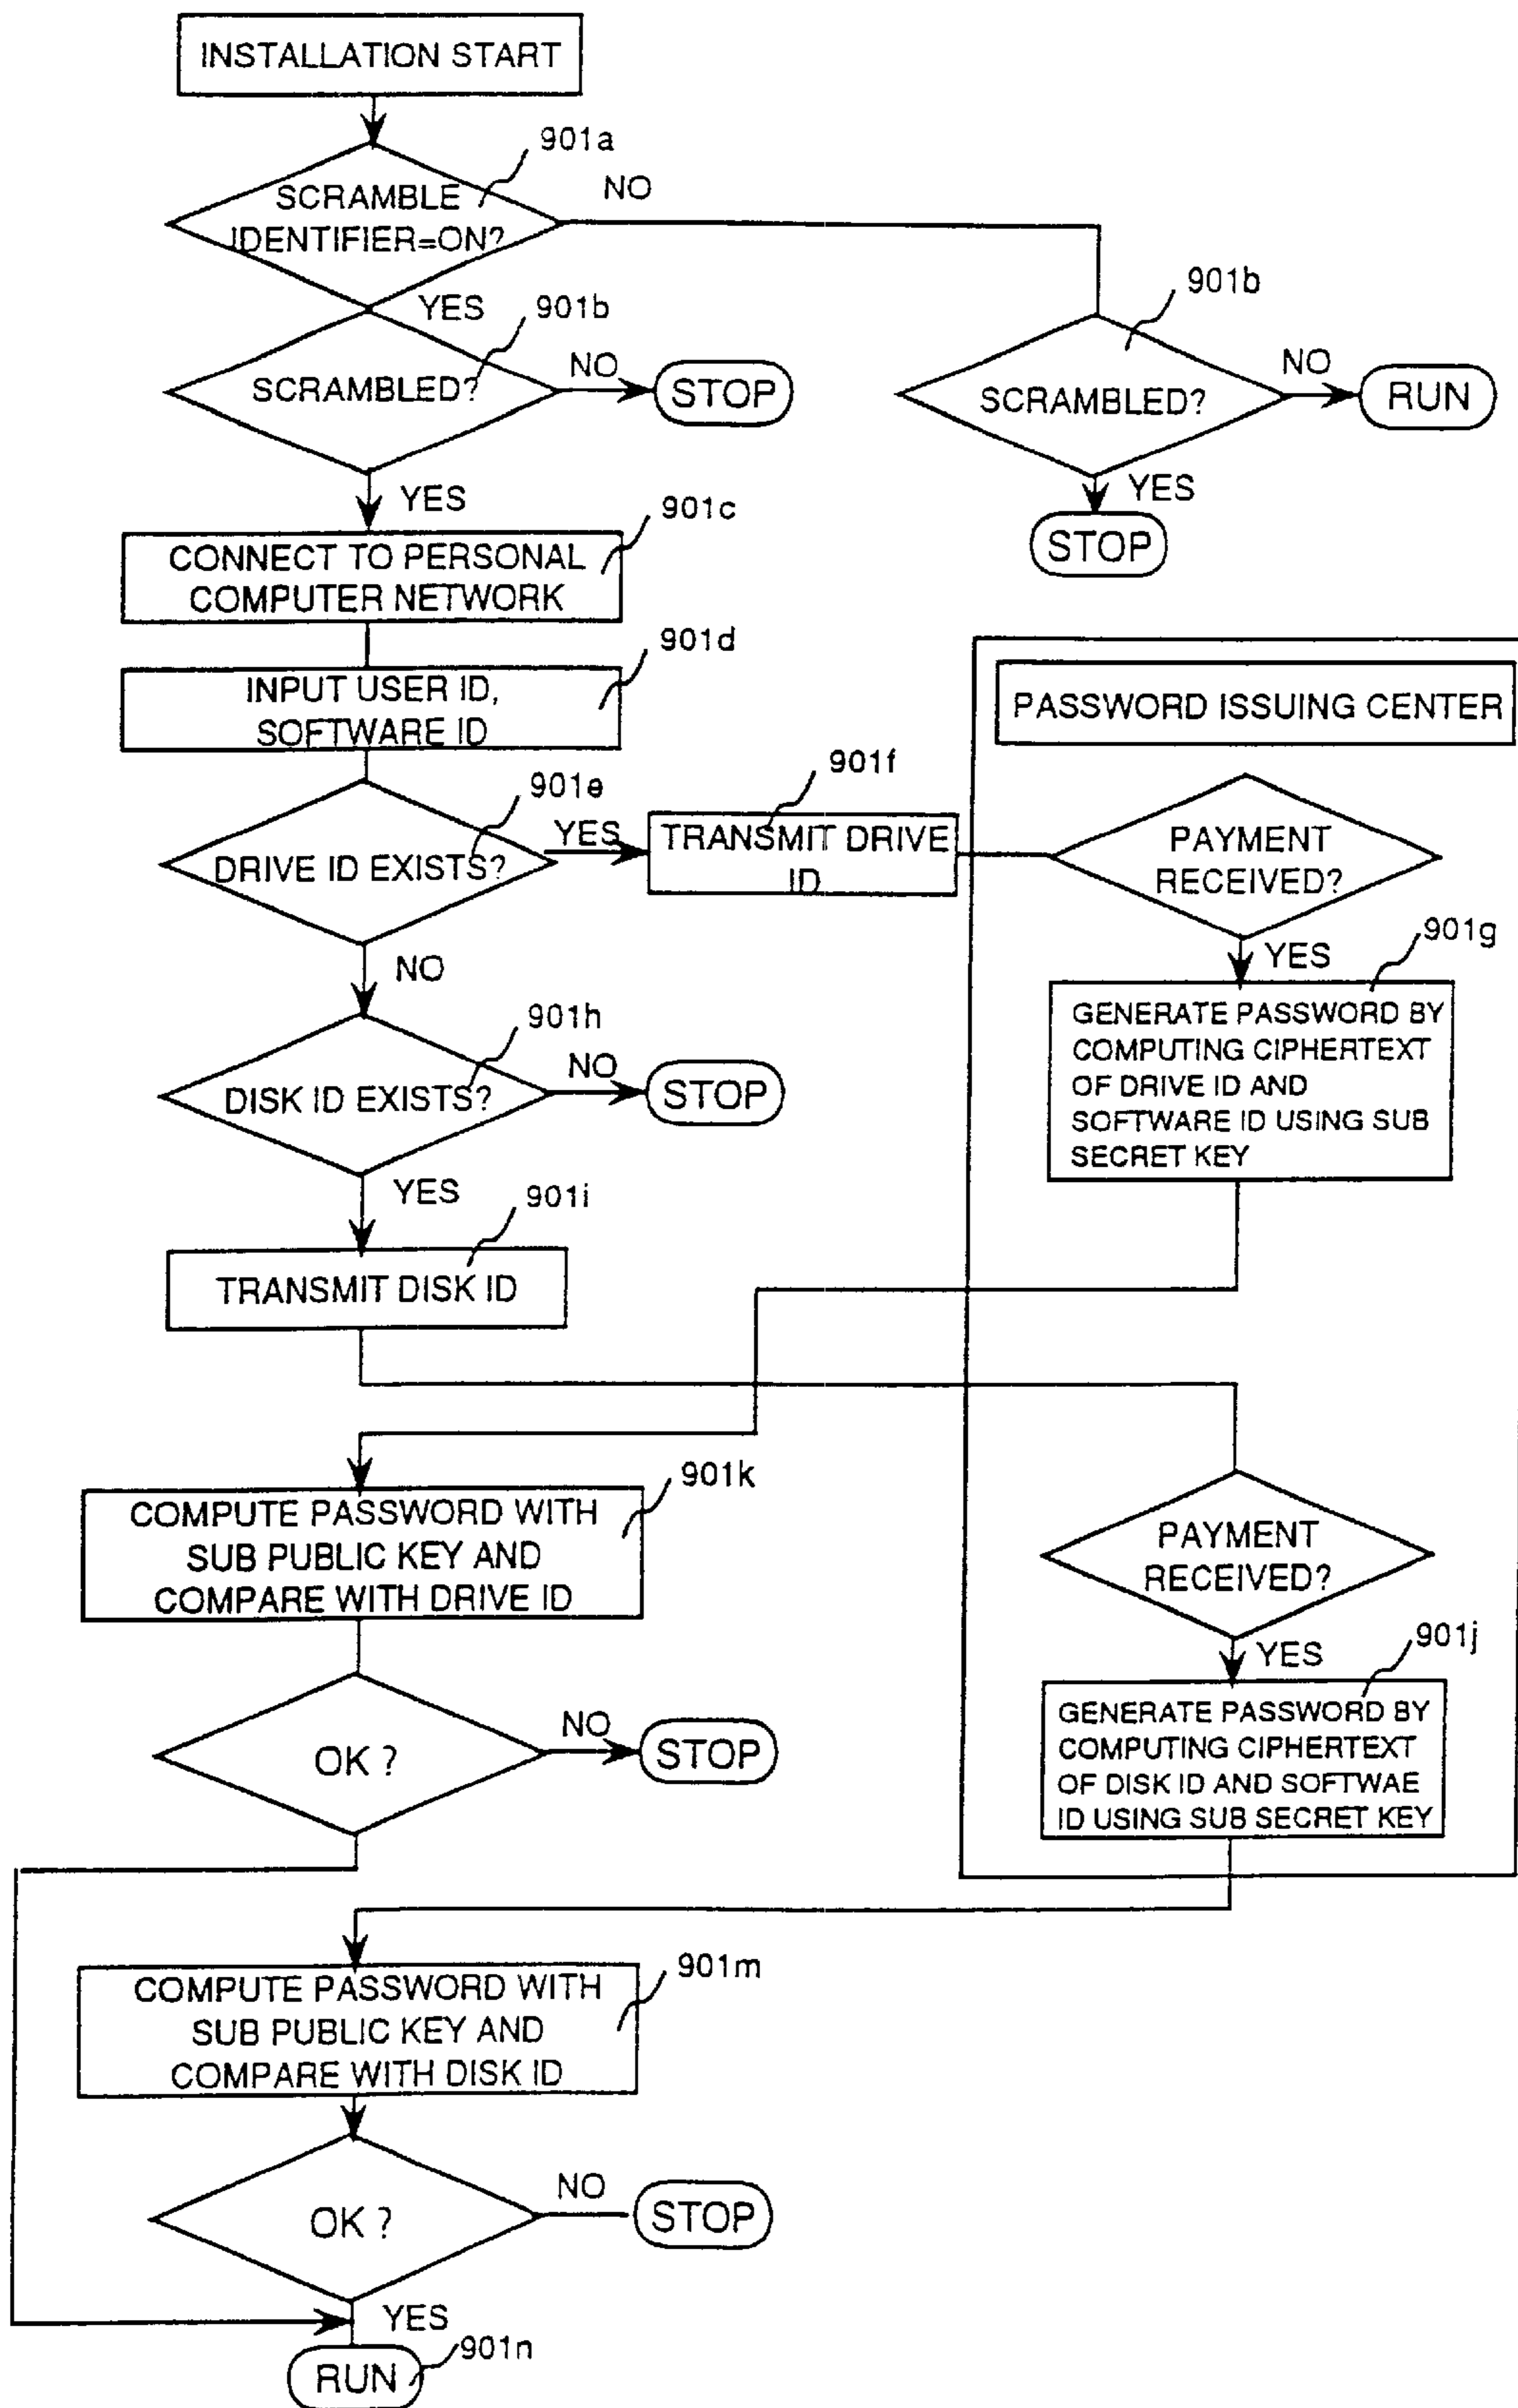 INSTALLATION START
901a
SCRAMBLE
IDENTIFIER=ON?
NO
YES
901b
SCRAMBLED?
NO
STOP
901b
SCRAMBLED?
NO
RUN
YES
STOP
YES
901c
CONNECT TO PERSONAL
COMPUTER NETWORK
901d
INPUT USER ID,
SOFTWARE ID
PASSWORD ISSUING CENTER
901e
DRIVE ID EXISTS?
YES
901f
TRANSMIT DRIVE
ID
PAYMENT
RECEIVED?
YES
901g
GENERATE PASSWORD BY
COMPUTING CIPHERTEXT
OF DRIVE ID AND
SOFTWARE ID USING SUB
SECRET KEY
NO
901h
DISK ID EXISTS?
NO
STOP
YES
901i
TRANSMIT DISK ID
901k
COMPUTE PASSWORD WITH
SUB PUBLIC KEY AND
COMPARE WITH DRIVE ID
PAYMENT
RECEIVED?
YES
901j
GENERATE PASSWORD BY
COMPUTING CIPHERTEXT
OF DISK ID AND SOFTWAE
ID USING SUB SECRET KEY
OK ?
NO
STOP
901m
COMPUTE PASSWORD WITH
SUB PUBLIC KEY AND
COMPARE WITH DISK ID
OK ?
NO
STOP
YES
901n
RUN